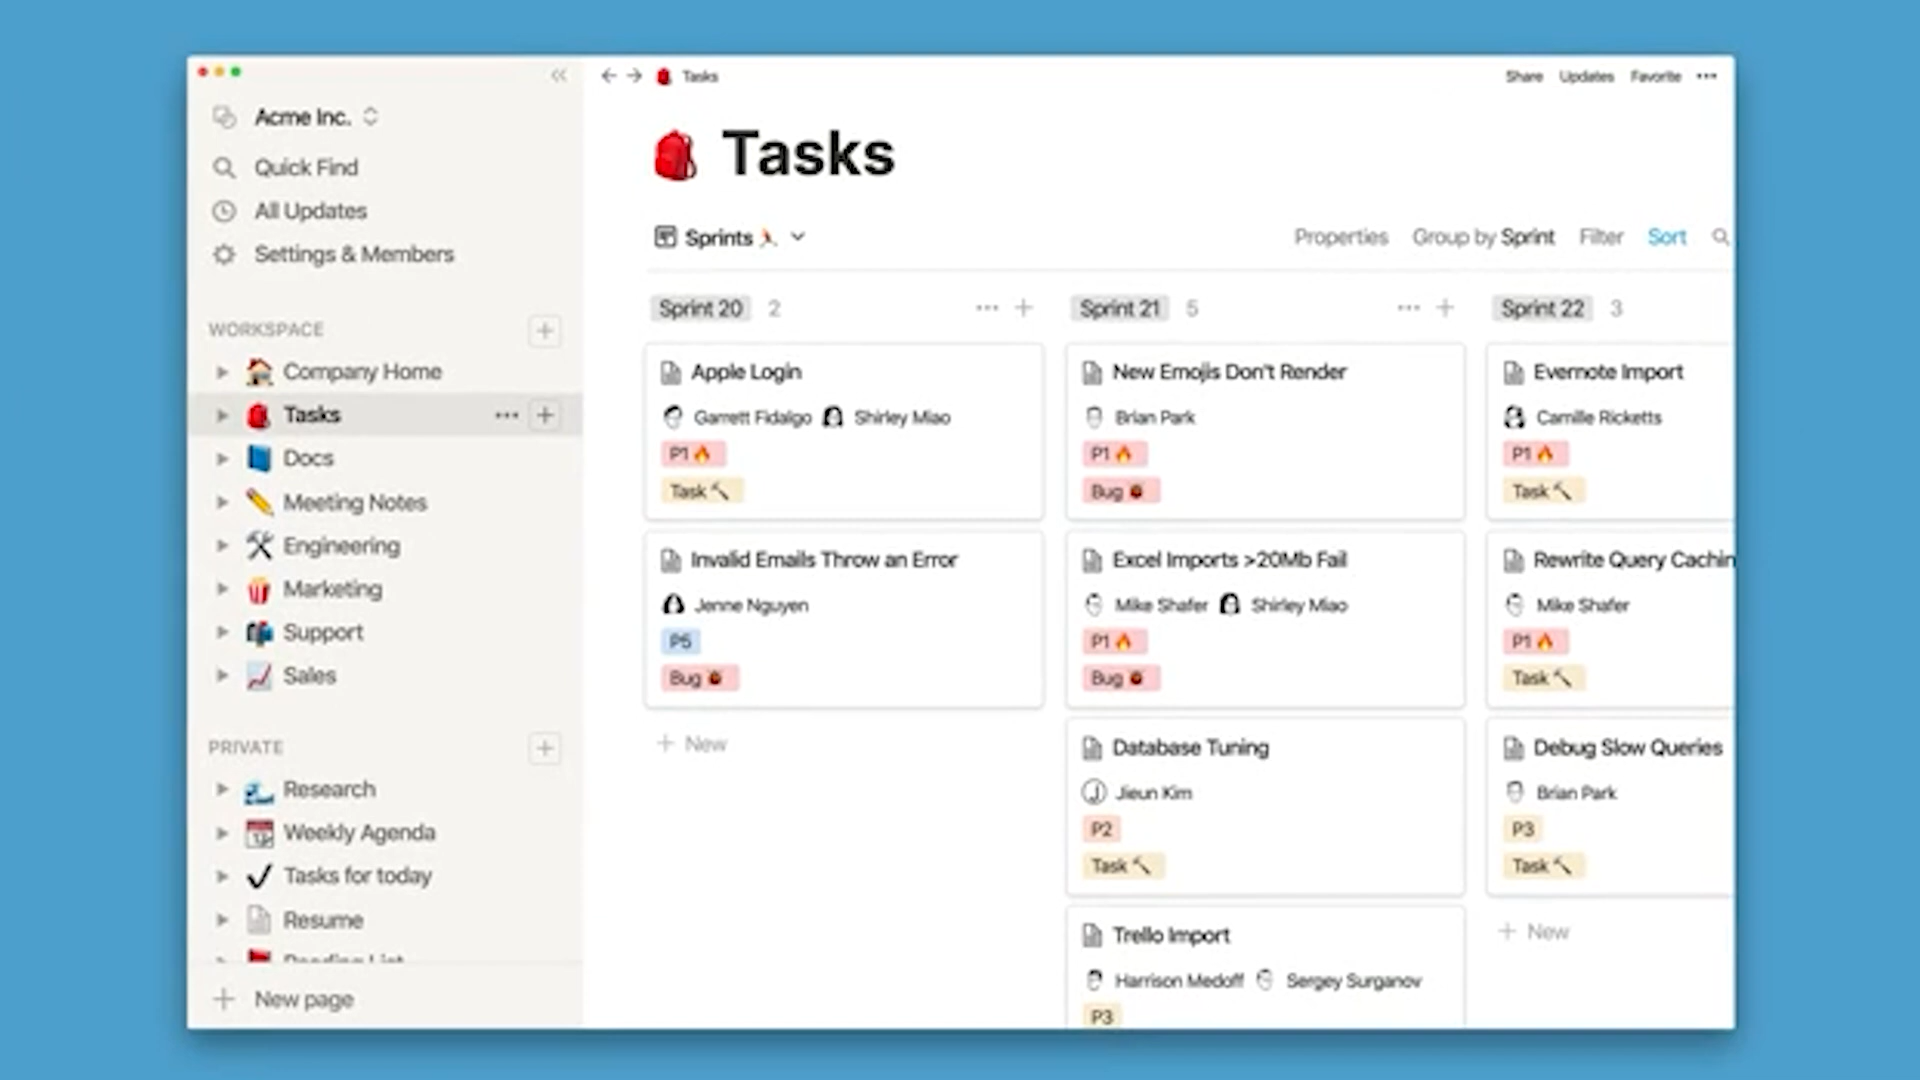 Tasks
Share Updates Favorite
Acme Inc.
Quick Find
All Updates
Settings & Members
WORKSPACE
Company Home
Tasks
Docs
Meeting Notes
Engineering
Marketing
Support
Sales
PRIVATE
Research
Weekly Agenda
Tasks for today
Resume
Reading List
New page
Tasks
Sprints
Properties Group by Sprint Filter Sort
Sprint 20 2
Apple Login
Garrett Fidalgo Shirley Miao
P1
Task
Invalid Emails Throw an Error
Jenne Nguyen
P5
Bug
New
Sprint 21 5
New Emojis Don't Render
Brian Park
P1
Bug
Excel Imports >20Mb Fail
Mike Shafer Shirley Miao
P1
Bug
Database Tuning
Jieun Kim
P2
Task
Trello Import
Harrison Medoff Sergey Surganov
P3
Sprint 22 3
Evernote Import
Camille Ricketts
P1
Task
Rewrite Query Cachin
Mike Shafer
P1
Task
Debug Slow Queries
Brian Park
P3
Task
New